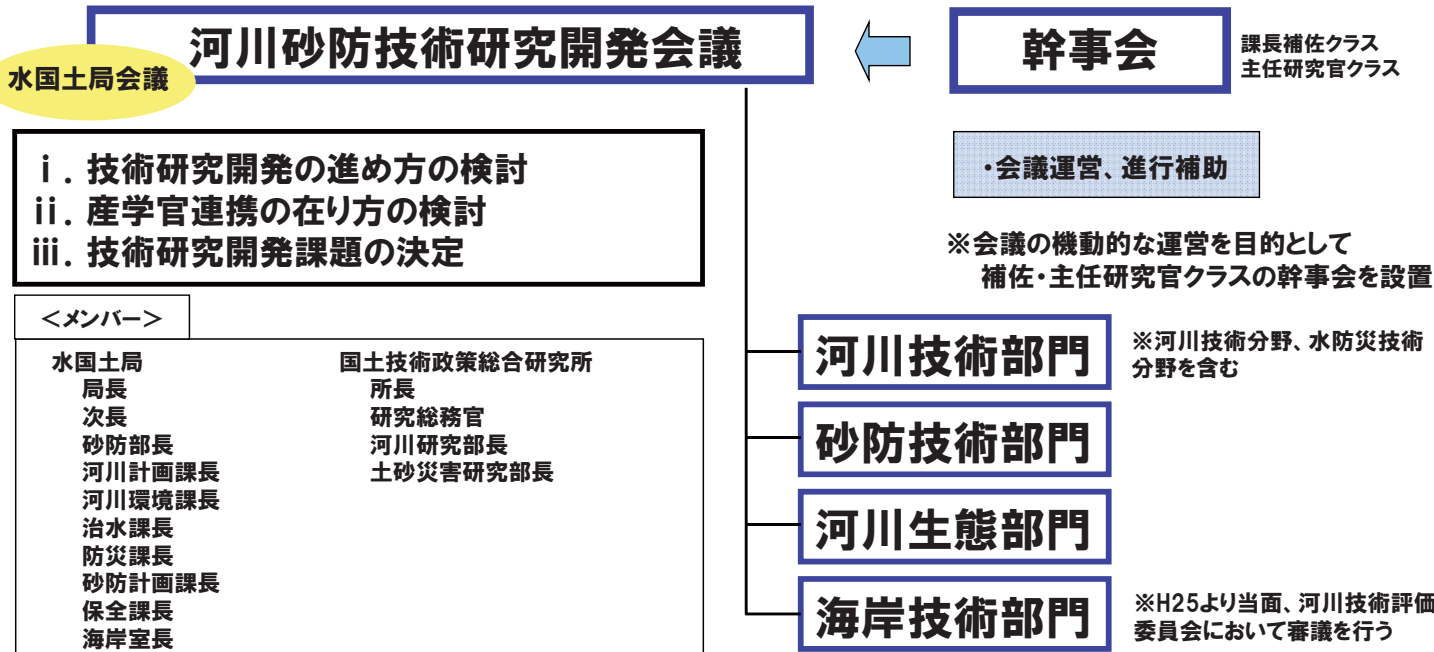 河川砂防技術研究開発会議
水国土局会議
幹事会
課長補佐クラス
主任研究官クラス
ⅰ. 技術研究開発の進め方の検討
ⅱ. 産学官連携の在り方の検討
ⅲ. 技術研究開発課題の決定
・会議運営、進行補助
※会議の機動的な運営を目的として
補佐・主任研究官クラスの幹事会を設置
＜メンバー＞
水国土局
局長
次長
砂防部長
河川計画課長
河川環境課長
治水課長
防災課長
砂防計画課長
保全課長
海岸室長
国土技術政策総合研究所
所長
研究総務官
河川研究部長
土砂災害研究部長
河川技術部門
※河川技術分野、水防災技術
分野を含む
砂防技術部門
河川生態部門
海岸技術部門
※H25より当面、河川技術評価
委員会において審議を行う